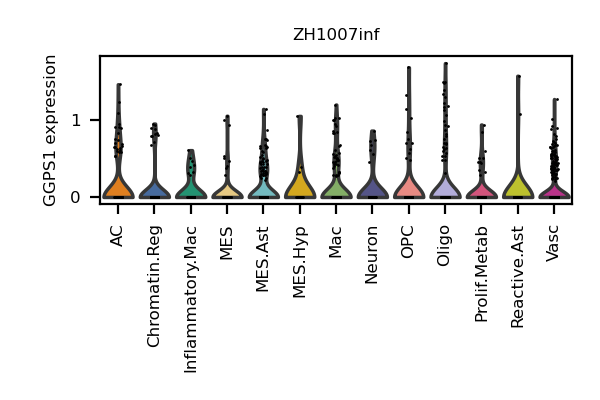 ZH1007inf
GGPS1 expression
1
0
AC
Chromatin.Reg
Inflammatory.Mac
MES
MES.Ast
MES.Hyp
Mac
Neuron
OPC
Oligo
Prolif.Metab
Reactive.Ast
Vasc